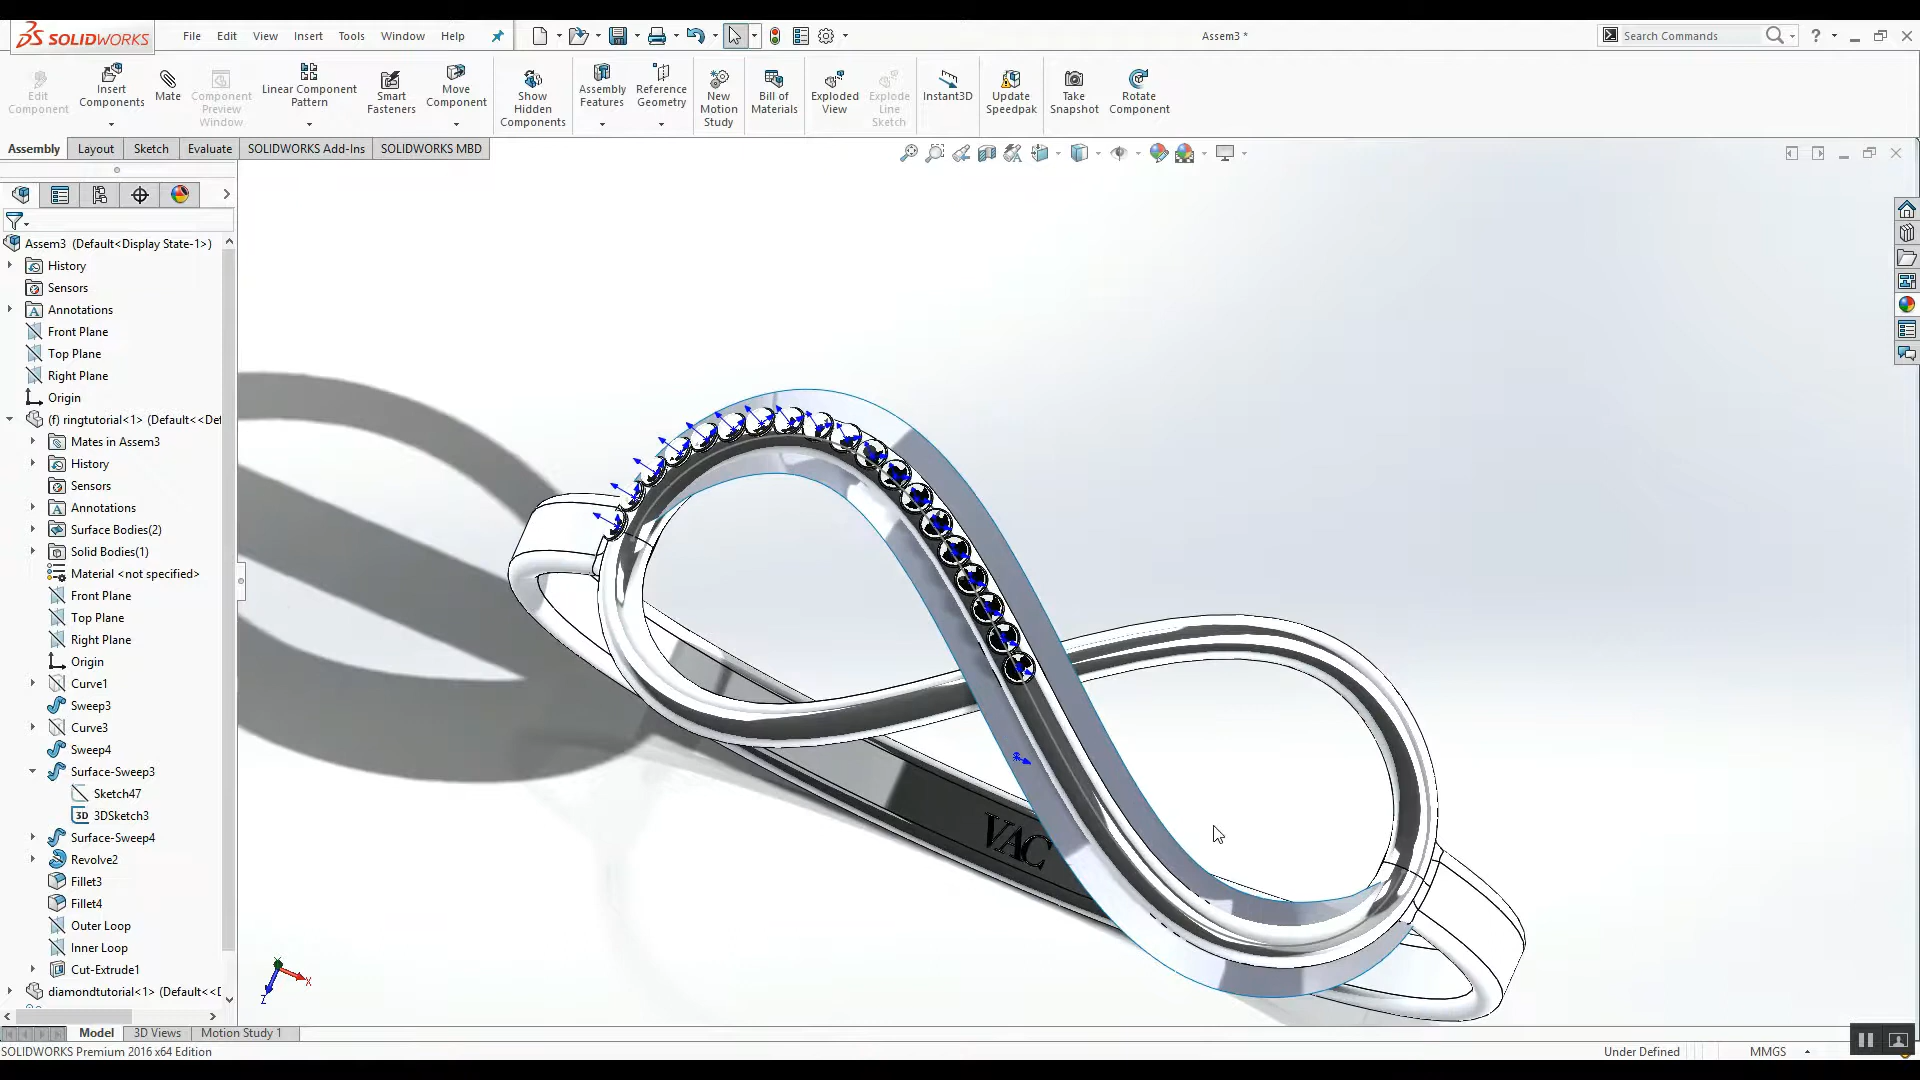 SOLIDWORKS
File Edit View Insert Tools Window Help
Assem3 *
Search Commands
?
Edit Component
Insert Components
Mate
Component Preview Window
Linear Component Pattern
Smart Fasteners
Move Component
Show Hidden Components
Assembly Features
Reference Geometry
New Motion Study
Bill of Materials
Exploded View
Explode Line Sketch
Instant3D
Update Speedpak
Take Snapshot
Rotate Component
Assembly Layout Sketch Evaluate SOLIDWORKS Add-Ins SOLIDWORKS MBD
Assem3 (Default<Display State-1>)
History
Sensors
Annotations
Front Plane
Top Plane
Right Plane
Origin
(f) ringtutorial<1> (Default<<Def
Mates in Assem3
History
Sensors
Annotations
Surface Bodies(2)
Solid Bodies(1)
Material <not specified>
Front Plane
Top Plane
Right Plane
Origin
Curve1
Sweep3
Curve3
Sweep4
Surface-Sweep3
Sketch47
3D 3DSketch3
Surface-Sweep4
Revolve2
Fillet3
Fillet4
Outer Loop
Inner Loop
Cut-Extrude1
diamondtutorial<1> (Default<<D
VAC
X
Z
Model 3D Views Motion Study 1
SOLIDWORKS Premium 2016 x64 Edition
Under Defined
MMGS